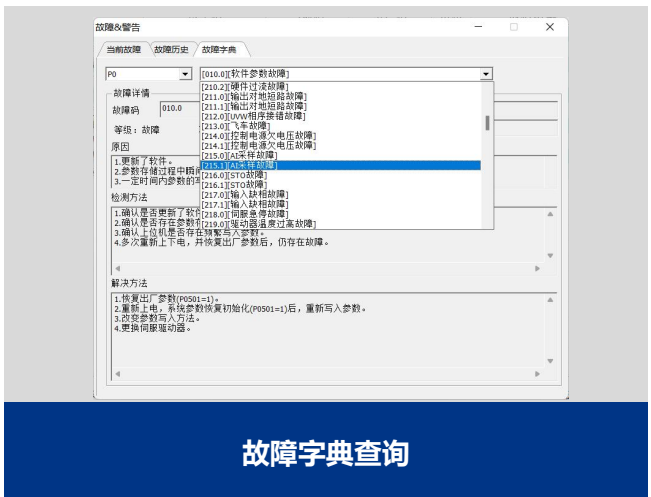 故障&警告
当前故障 故障历史 故障字典
P0 [010.0][软件参数故障]
[210.2][硬件过流故障]
[211.0][输出对地短路故障]
[211.1][输出对地短路故障]
[212.0][UVW相序接错故障]
[213.0][飞车故障]
[214.0][控制电源欠电压故障]
[214.1][控制电源欠电压故障]
[215.0][AI采样故障]
[215.1][AI采样故障]
[216.0][STO故障]
[216.1][STO故障]
[217.0][输入缺相故障]
[217.1][输入缺相故障]
[218.0][伺服急停故障]
[219.0][驱动器温度过高故障]
故障详情
故障码 010.0
等级：故障
原因
1.更新了软件。
2.参数存储过程中瞬间
3.一定时间内参数的写
检测方法
1.确认是否更新了软件
2.确认是否存在参数存
3.确认上位机是否存在频繁写入参数。
4.多次重新上下电，并恢复出厂参数后，仍存在故障。
解决方法
1.恢复出厂参数(P0501=1)。
2.重新上电，系统参数恢复初始化(P0501=1)后，重新写入参数。
3.改变参数写入方法。
4.更换伺服驱动器。
故障字典查询